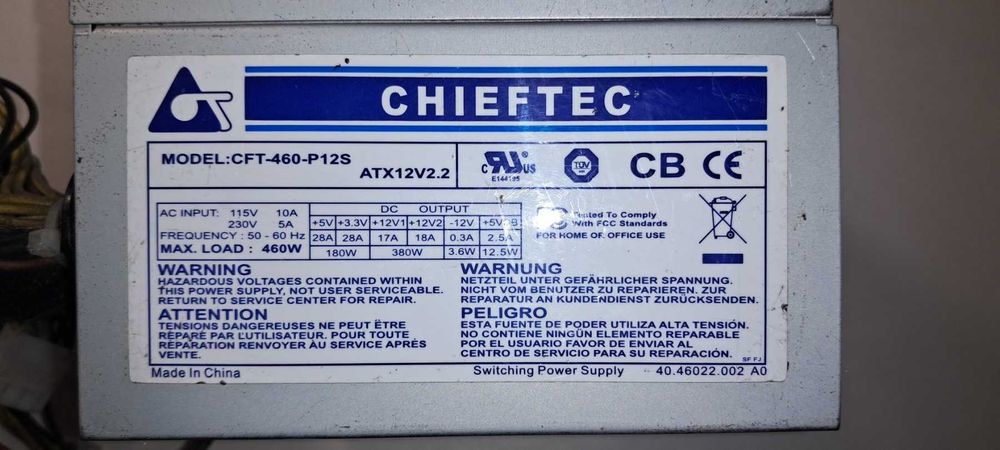 CHIEFTEC
MODEL:CFT-460-P12S
ATX12V2.2
C RU US
E144195
TÜV
CB CE
AC INPUT: 115V 10A
230V 5A
FREQUENCY: 50 - 60 Hz
MAX. LOAD: 460W
DC OUTPUT
+5V +3.3V +12V1 +12V2 -12V +5VSB
28A 28A 17A 18A 0.3A 2.5A
180W 380W 3.6W 12.5W
Tested To Comply
With FCC Standards
FOR HOME OF. OFFICE USE
WARNING
HAZARDOUS VOLTAGES CONTAINED WITHIN
THIS POWER SUPPLY, NOT USER SERVICEABLE.
RETURN TO SERVICE CENTER FOR REPAIR.
ATTENTION
TENSIONS DANGEREUSES NE PEUT ÊTRE
RÉPARÉ PAR L'UTILISATEUR. POUR TOUTE
RÉPARATION RENVOYER AU SERVICE APRÈS
VENTE.
WARNUNG
NETZTEIL UNTER GEFÄHRLICHER SPANNUNG.
NICHT VOM BENUTZER ZU REPARIEREN. ZUR
REPARATUR AN KUNDENDIENST ZURÜCKSENDEN.
PELIGRO
ESTA FUENTE DE PODER UTILIZA ALTA TENSIÓN.
NO CONTIENE NINGÚN ELEMENTO REPARABLE
POR EL USUARIO FAVOR DE ENVIAR AL
CENTRO DE SERVICIO PARA SU REPARACIÓN.
SF FJ
Made In China
Switching Power Supply
40.46022.002 A0